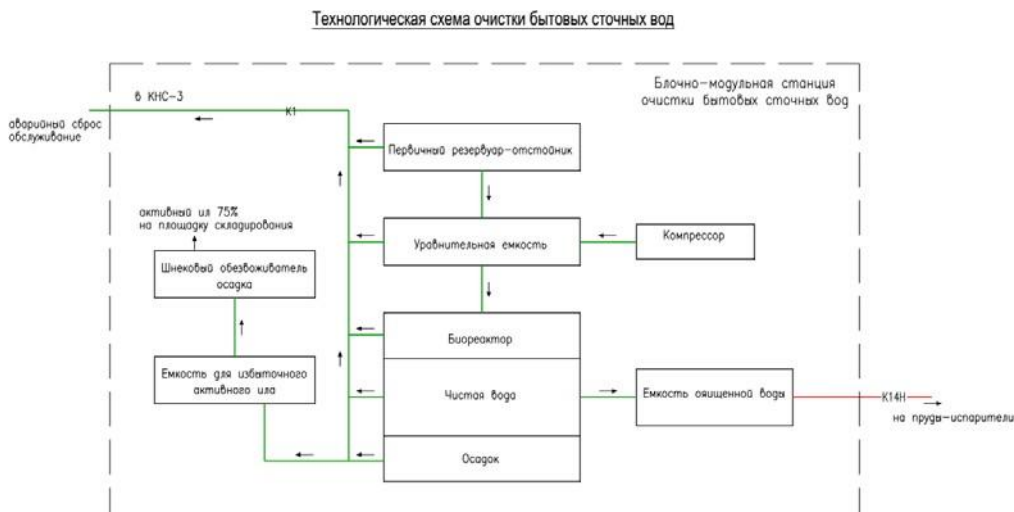 Технологическая схема очистки бытовых сточных вод
Блочно-модульная станция
очистки бытовых сточных вод
в КНС-3
К1
аварийный сброс
обслуживание
Первичный резервуар-отстойник
активный ил 75%
на площадку складирования
Уравнительная емкость
Компрессор
Шнековый обезвоживатель
осадка
Биореактор
Емкость для избыточного
активного ила
Чистая вода
Емкость ояищенной воды
К14Н
на пруды-испарители
Осадок